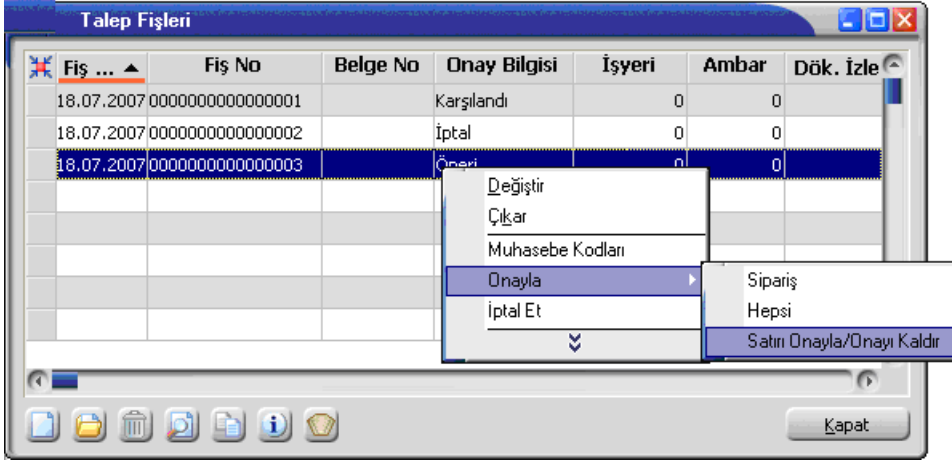 Talep Fişleri
Fiş ... Fiş No Belge No Onay Bilgisi İşyeri Ambar Dök. İzle
18.07.2007 0000000000000001 Karşılandı 0 0
18.07.2007 0000000000000002 İptal 0 0
18.07.2007 0000000000000003 Öneri 0 0
Değiştir
Çıkar
Muhasebe Kodları
Onayla Sipariş
Hepsi
İptal Et
Satırı Onayla/Onayı Kaldır
Kapat